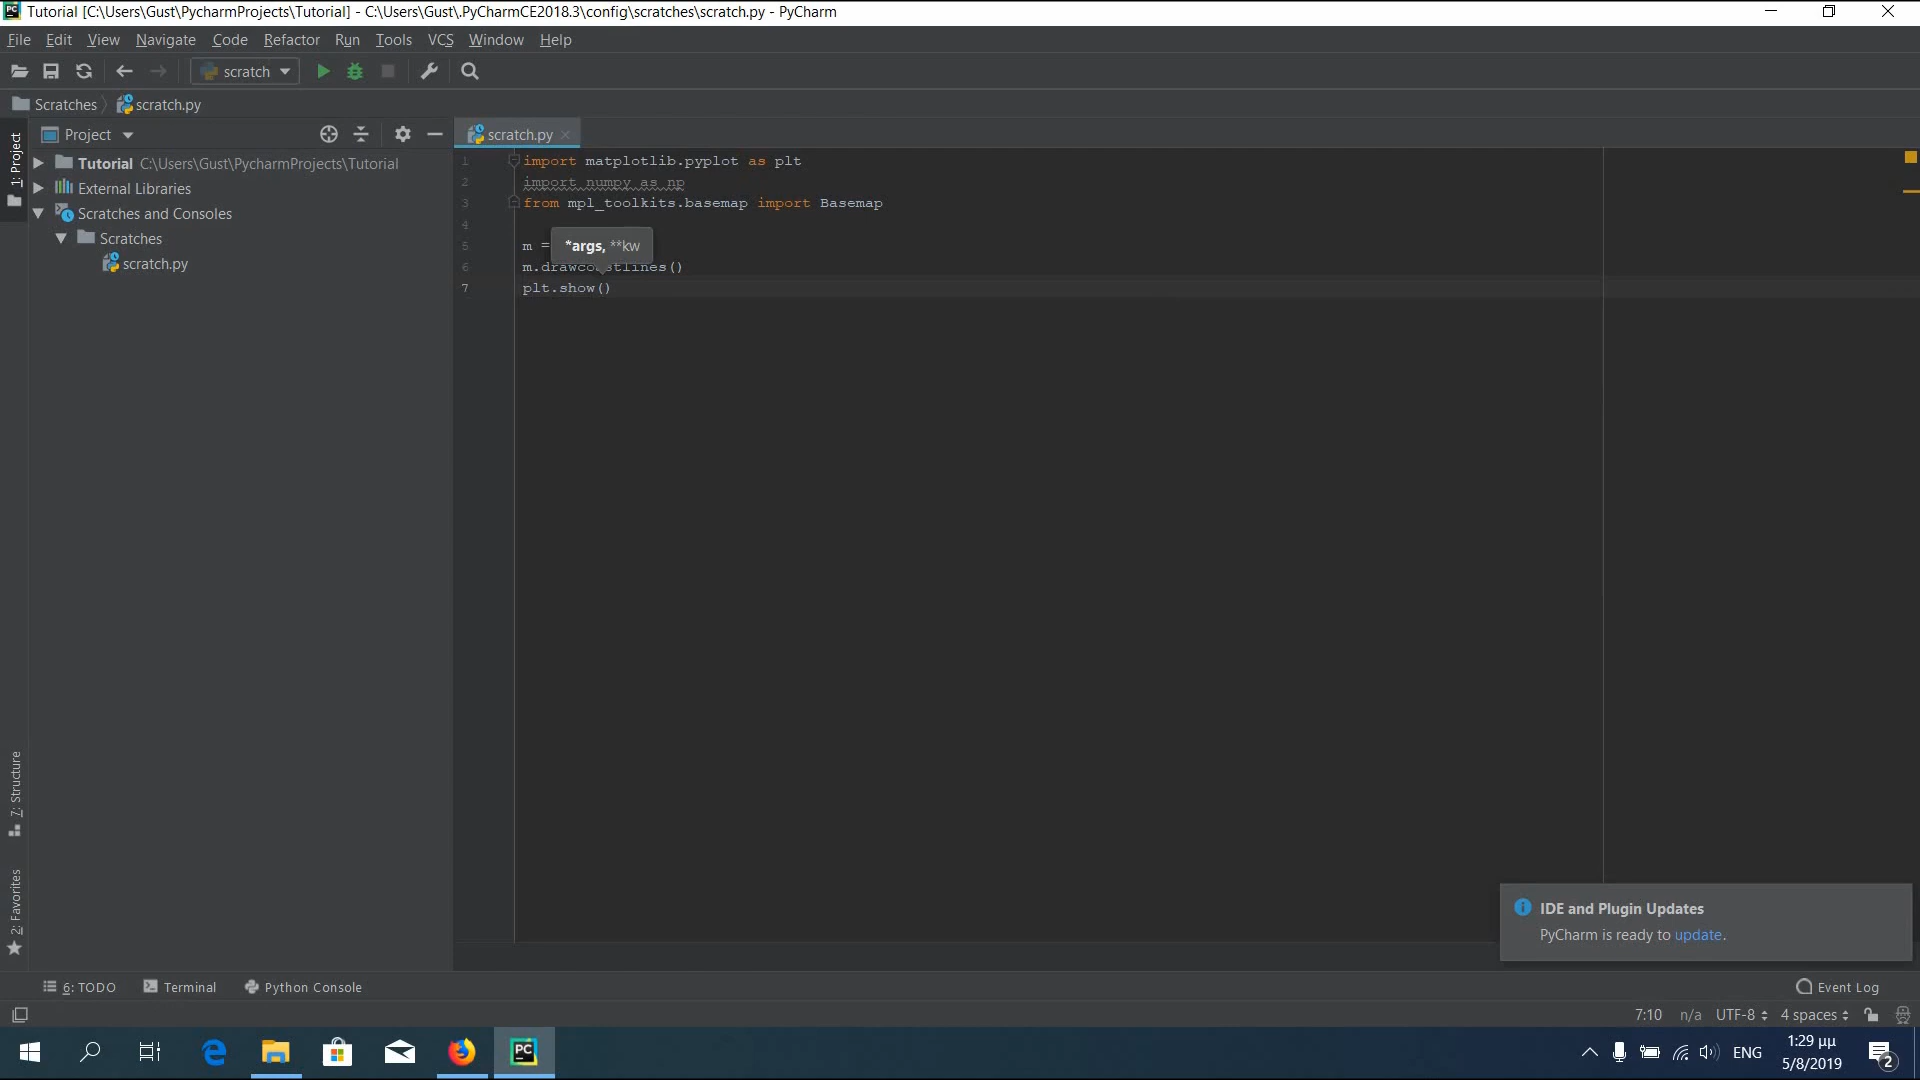 Tutorial [C:\Users\Gust\PycharmProjects\Tutorial] - C:\Users\Gust\.PyCharmCE2018.3\config\scratches\scratch.py - PyCharm
File Edit View Navigate Code Refactor Run Tools VCS Window Help
scratch
Scratches scratch.py
Project
scratch.py
1: Project
Tutorial C:\Users\Gust\PycharmProjects\Tutorial
External Libraries
Scratches and Consoles
Scratches
scratch.py
1 import matplotlib.pyplot as plt
2 import numpy as np
3 from mpl_toolkits.basemap import Basemap
4
5 m =
*args, **kw
6 m.drawcoastlines()
7 plt.show()
7: Structure
2: Favorites
IDE and Plugin Updates
PyCharm is ready to update.
6: TODO Terminal Python Console Event Log
7:10 n/a UTF-8 4 spaces
PC ENG 1:29 μμ
5/8/2019
2